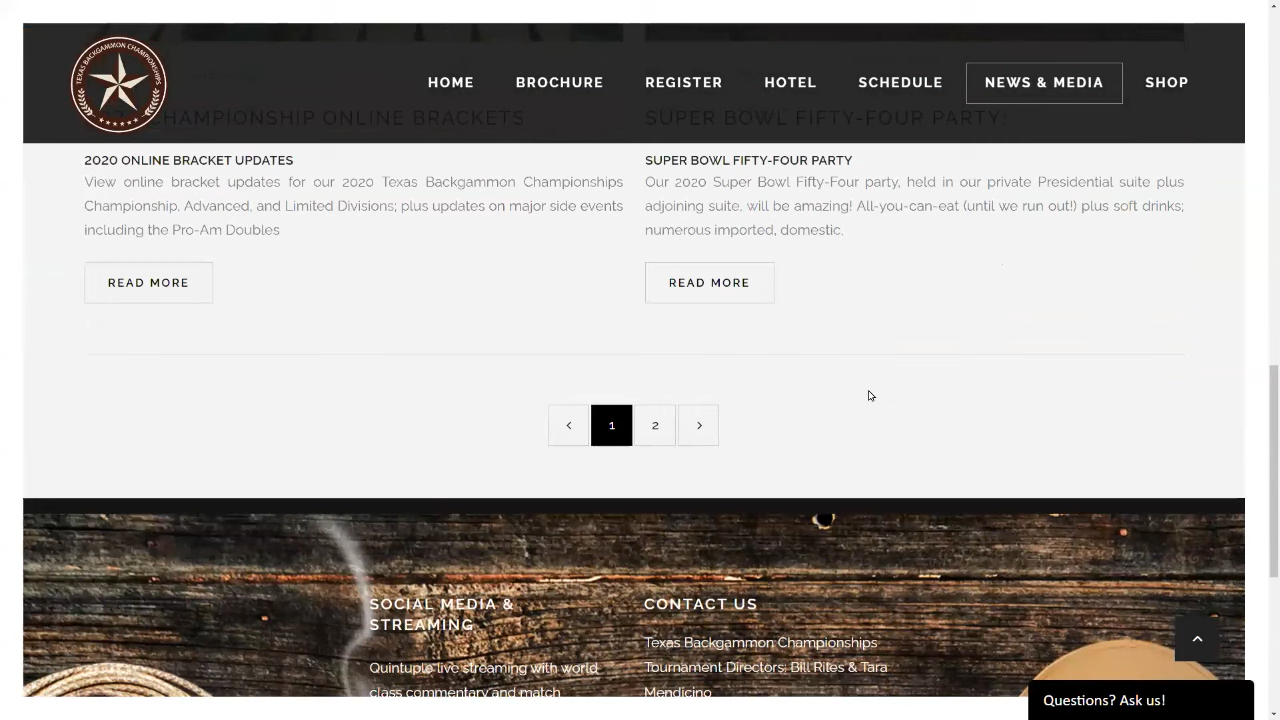 TEXAS BACKGAMMON CHAMPIONSHIPS
HOME BROCHURE REGISTER HOTEL SCHEDULE NEWS & MEDIA SHOP
CHAMPIONSHIP ONLINE BRACKETS
SUPER BOWL FIFTY-FOUR PARTY:
2020 ONLINE BRACKET UPDATES
View online bracket updates for our 2020 Texas Backgammon Championships
Championship, Advanced, and Limited Divisions; plus updates on major side events
including the Pro-Am Doubles
READ MORE
SUPER BOWL FIFTY-FOUR PARTY
Our 2020 Super Bowl Fifty-Four party, held in our private Presidential suite plus
adjoining suite, will be amazing! All-you-can-eat (until we run out!) plus soft drinks;
numerous imported, domestic.
READ MORE
< 1 2 >
SOCIAL MEDIA &
STREAMING
Quintuple live streaming with world
class commentary and match
CONTACT US
Texas Backgammon Championships
Tournament Directors: Bill Rites & Tara
Mendicino
Questions? Ask us!